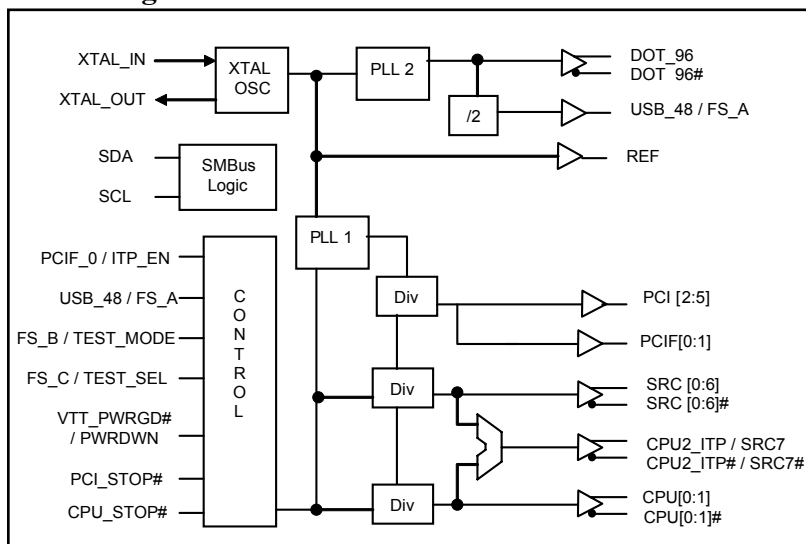 XTAL_IN
XTAL_OUT
XTAL
OSC
PLL 2
/2
DOT_96
DOT_96#
USB_48 / FS_A
REF
SDA
SCL
SMBus
Logic
PLL 1
PCIF_0 / ITP_EN
USB_48 / FS_A
FS_B / TEST_MODE
FS_C / TEST_SEL
VTT_PWRGD#
/ PWRDWN
PCI_STOP#
CPU_STOP#
C
O
N
T
R
O
L
Div
Div
Div
PCI [2:5]
PCIF[0:1]
SRC [0:6]
SRC [0:6]#
CPU2_ITP / SRC7
CPU2_ITP# / SRC7#
CPU[0:1]
CPU[0:1]#